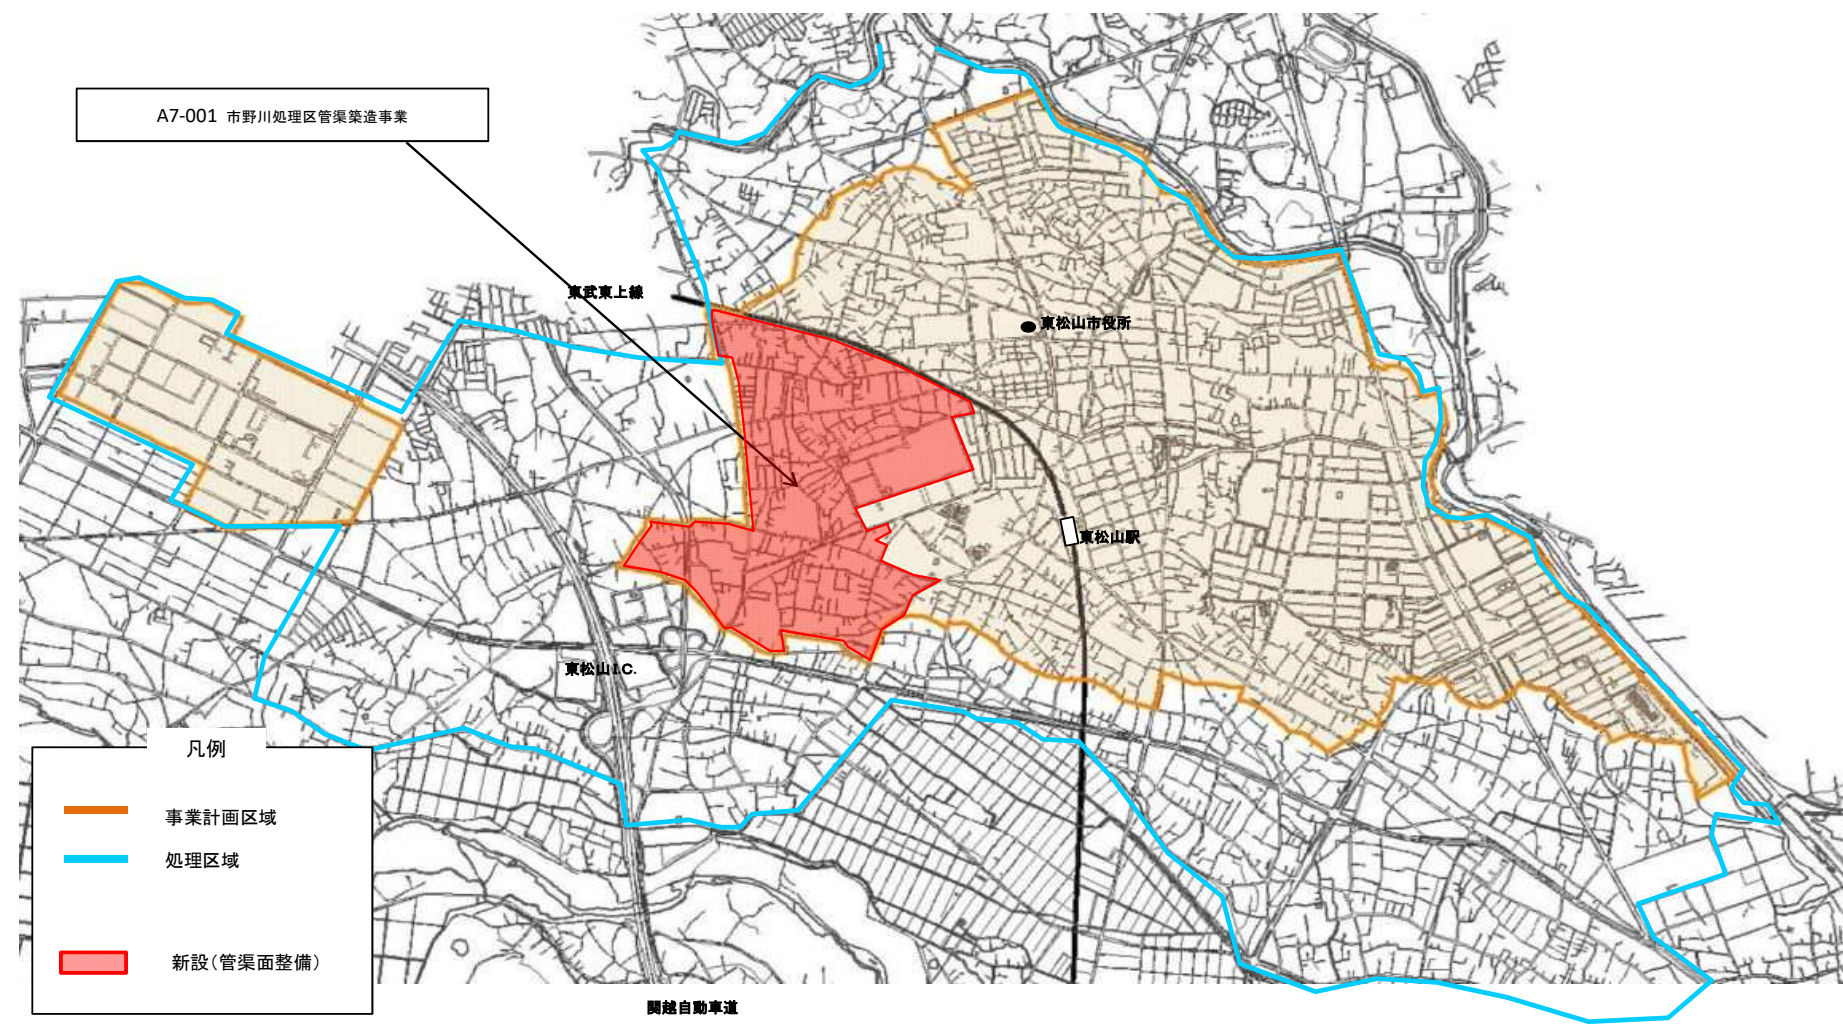 A7-001 市野川処理区管渠築造事業
東武東上線
東松山市役所
東松山駅
東松山I.C.
凡例
事業計画区域
処理区域
新設(管渠面整備)
関越自動車道